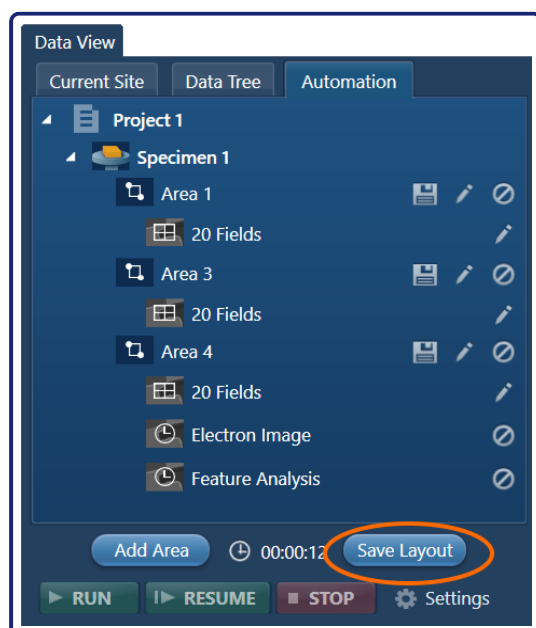 Data View
Current Site Data Tree Automation
Project 1
Specimen 1
Area 1
20 Fields
Area 3
20 Fields
Area 4
20 Fields
Electron Image
Feature Analysis
Add Area 00:00:12 Save Layout
RUN RESUME STOP Settings